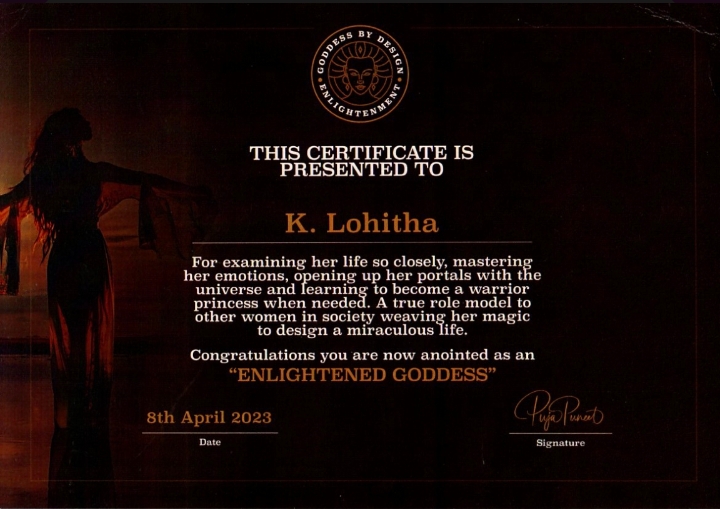 GODDESS BY DESIGN
ENLIGHTENMENT
THIS CERTIFICATE IS
PRESENTED TO
K. Lohitha
For examining her life so closely, mastering
her emotions, opening up her portals with the
universe and learning to become a warrior
princess when needed. A true role model to
other women in society weaving her magic
to design a miraculous life.
Congratulations you are now anointed as an
“ENLIGHTENED GODDESS”
8th April 2023
Puja Puneet
Date
Signature